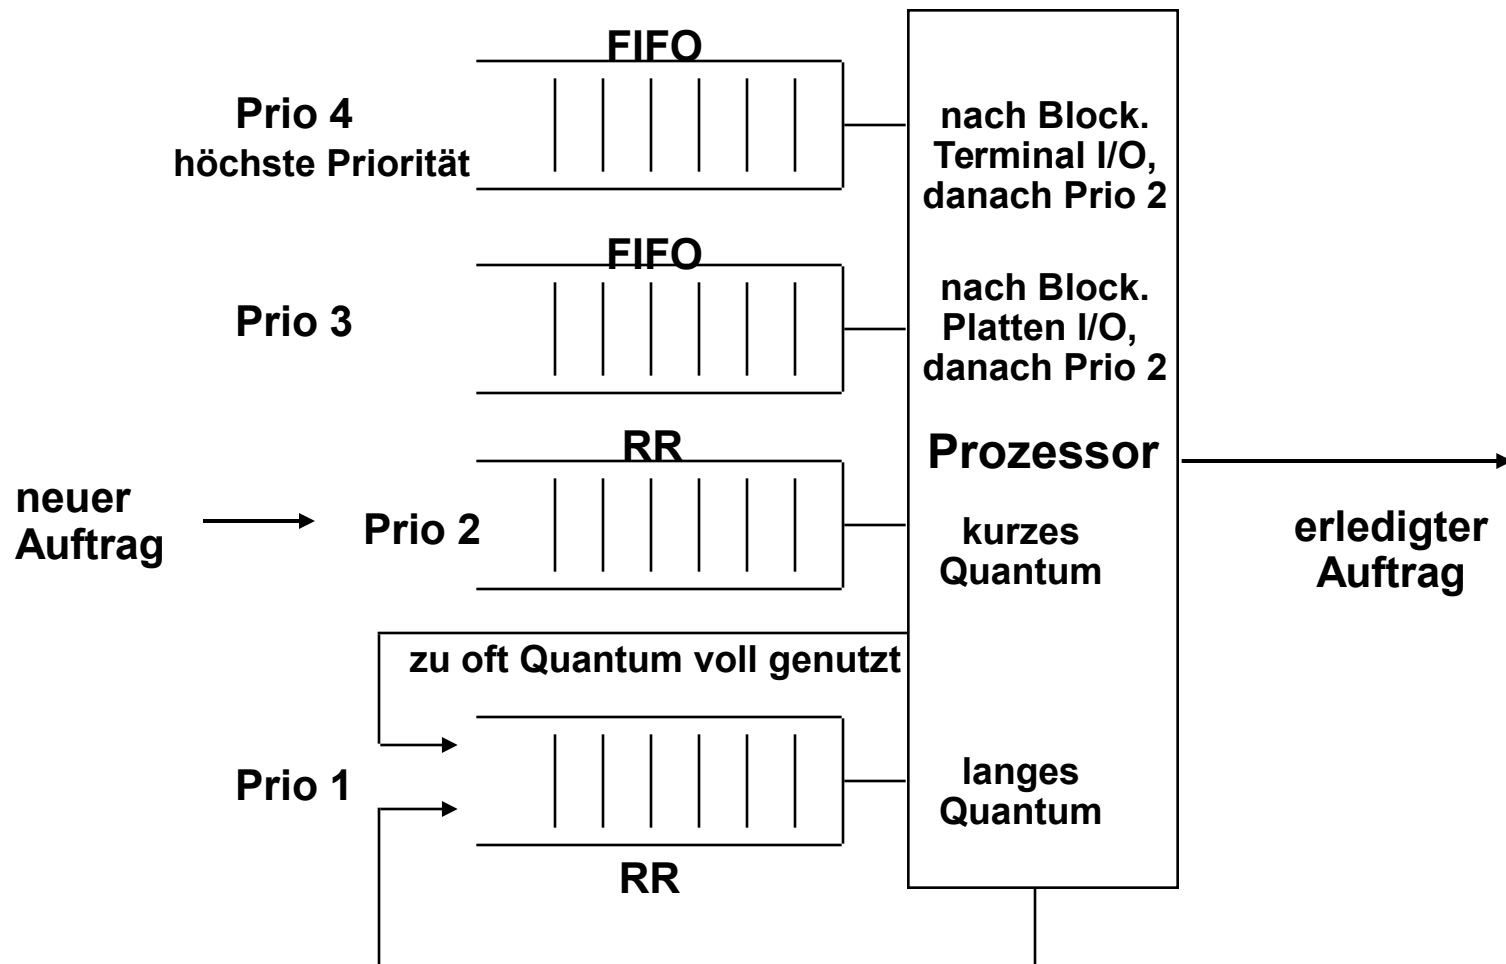 FIFO
Prio 4
höchste Priorität
nach Block.
Terminal I/O,
danach Prio 2
FIFO
Prio 3
nach Block.
Platten I/O,
danach Prio 2
RR
Prozessor
neuer
Auftrag
Prio 2
kurzes
Quantum
erledigter
Auftrag
zu oft Quantum voll genutzt
Prio 1
langes
Quantum
RR